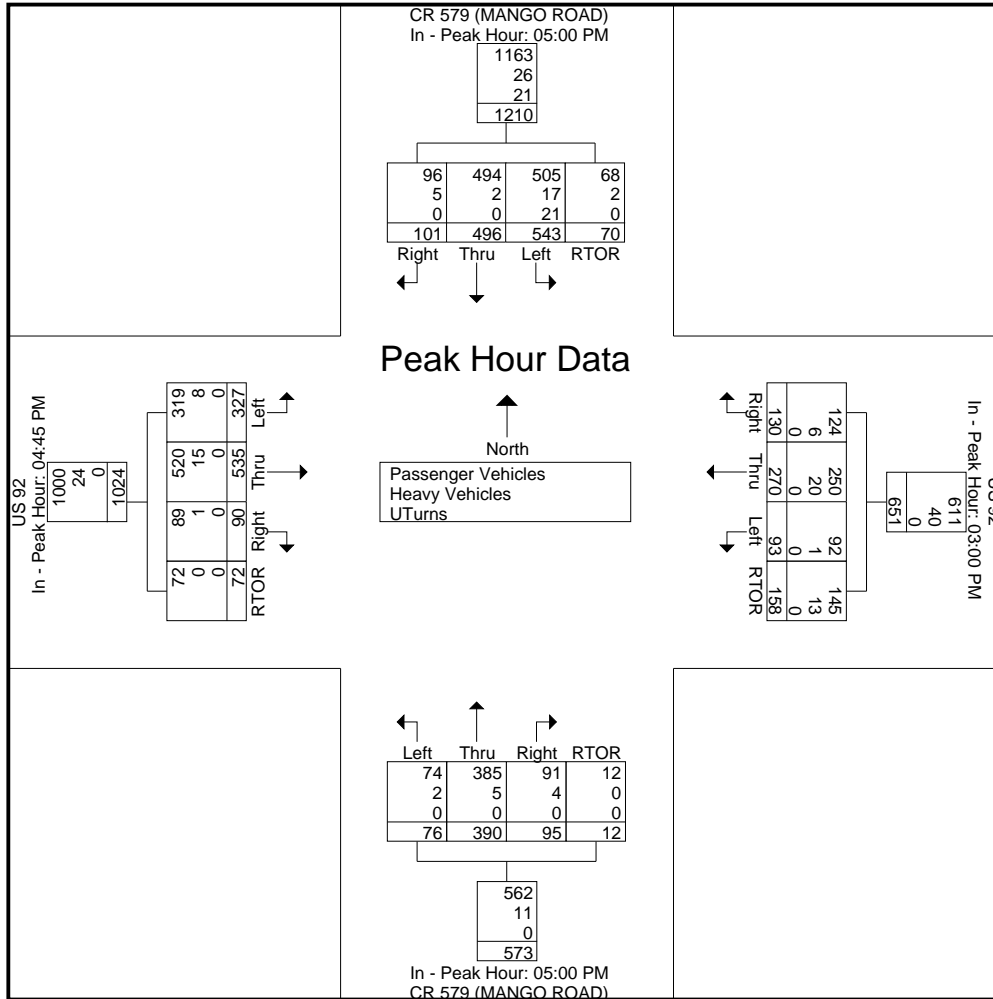 CR 579 (MANGO ROAD)
In - Peak Hour: 05:00 PM
1163
26
21
1210
96 494 505 68
5 2 17 2
0 0 21 0
101 496 543 70
Right Thru Left RTOR
Peak Hour Data
North
Passenger Vehicles
Heavy Vehicles
UTurns
US 92
In - Peak Hour: 04:45 PM
1000
24
0
1024
319 8 0 327 Left
520 15 0 535 Thru
89 1 0 90 Right
72 0 0 72 RTOR
Right 130 0 6 124
Thru 270 0 20 250
Left 93 0 1 92
RTOR 158 0 13 145
611
40
0
651
In - Peak Hour: 03:00 PM
US 92
Left Thru Right RTOR
74 385 91 12
2 5 4 0
0 0 0 0
76 390 95 12
562
11
0
573
In - Peak Hour: 05:00 PM
CR 579 (MANGO ROAD)